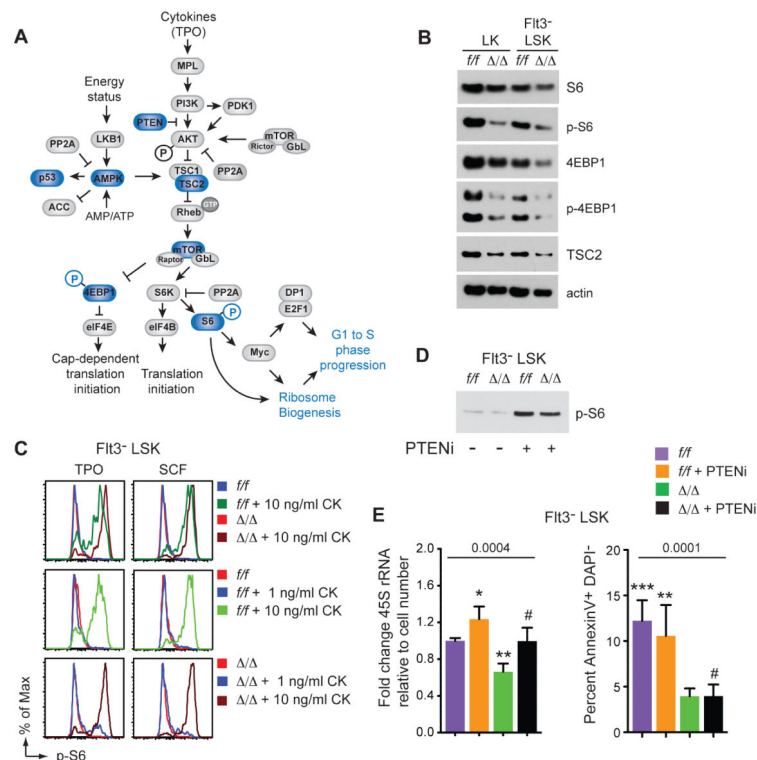 A
Cytokines
(TPO)
MPL
Energy
status
PI3K
PDK1
PTEN
LKB1
AKT
mTOR
Rictor
GbL
PP2A
P
TSC1
PP2A
p53
AMPK
TSC2
ACC
Rheb
GTP
AMP/ATP
mTOR
Raptor
GbL
P
4EBP1
S6K
PP2A
DP1
E2F1
eIF4E
eIF4B
S6
P
Myc
G1 to S
phase
progression
Cap-dependent
translation
initiation
Translation
initiation
Ribosome
Biogenesis
B
LK
Flt3-
LSK
f/f Δ/Δ f/f Δ/Δ
S6
p-S6
4EBP1
p-4EBP1
TSC2
actin
D
Flt3- LSK
f/f Δ/Δ f/f Δ/Δ
p-S6
PTENi - - + +
C
Flt3- LSK
TPO SCF
f/f
f/f + 10 ng/ml CK
Δ/Δ
Δ/Δ + 10 ng/ml CK
f/f
f/f + 1 ng/ml CK
f/f + 10 ng/ml CK
Δ/Δ
Δ/Δ + 1 ng/ml CK
Δ/Δ + 10 ng/ml CK
% of Max
p-S6
f/f
f/f + PTENi
Δ/Δ
Δ/Δ + PTENi
E
Flt3- LSK
Fold change 45S rRNA
relative to cell number
0.0004
2.0
1.6
1.2
0.8
0.4
0.0
*
**
#
Percent AnnexinV+ DAPI-
0.0001
20
15
10
5
0
***
**
#